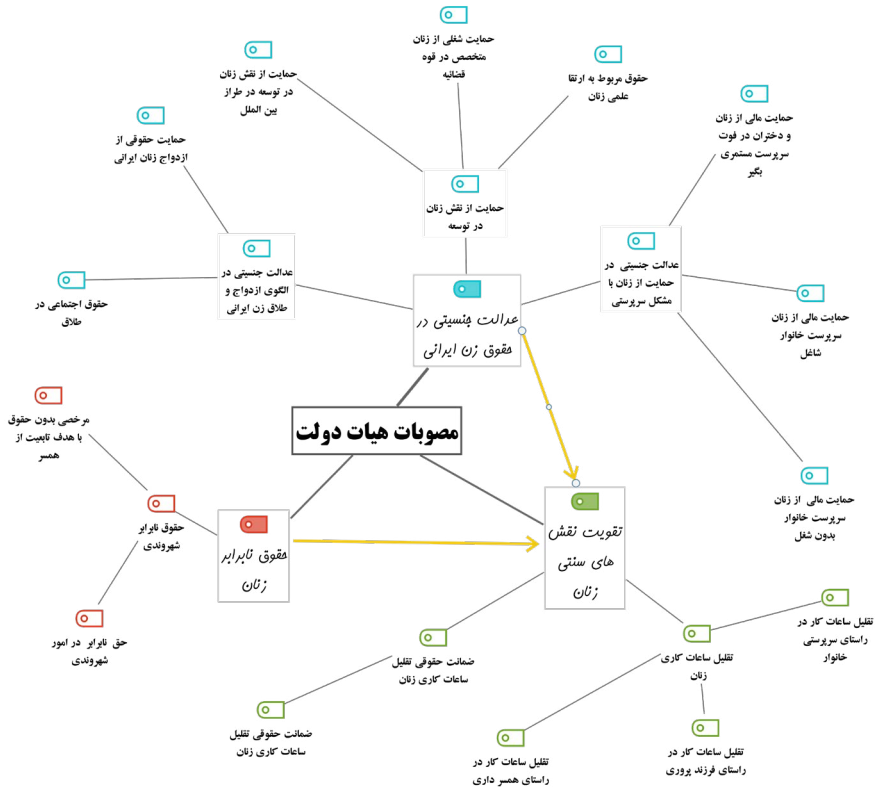 حمایت شغلی از زنان
متخصص در قوه
قضائیه
حمایت از نقش زنان
در توسعه در طراز
بین الملل
حقوق مربوط به ارتقا
علمی زنان
حمایت مالی از زنان
و دختران در فوت
سرپرست مستمری
بگیر
حمایت حقوقی از
ازدواج زنان ایرانی
حمایت از نقش زنان
در توسعه
عدالت جنسیتی در
حمایت از زنان با
مشکل سرپرستی
عدالت جنسیتی در
الگوی ازدواج و
طلاق زن ایرانی
حقوق اجتماعی در
طلاق
عدالت جنسیتی در
حقوق زن ایرانی
حمایت مالی از زنان
سرپرست خانوار
شاغل
مصوبات هیات دولت
مرخصی بدون حقوق
با هدف تابعیت از
همسر
حمایت مالی از زنان
سرپرست خانوار
بدون شغل
حقوق نابرابر
شهروندی
حقوق نابرابر
زنان
تقویت نقش
های سنتی
زنان
حق نابرابر در امور
شهروندی
تقلیل ساعات کار در
راستای سرپرستی
خانوار
ضمانت حقوقی تقلیل
ساعات کاری زنان
تقلیل ساعات کاری
زنان
ضمانت حقوقی تقلیل
ساعات کاری زنان
تقلیل ساعات کار در
راستای همسر داری
تقلیل ساعات کار در
راستای فرزند پروری